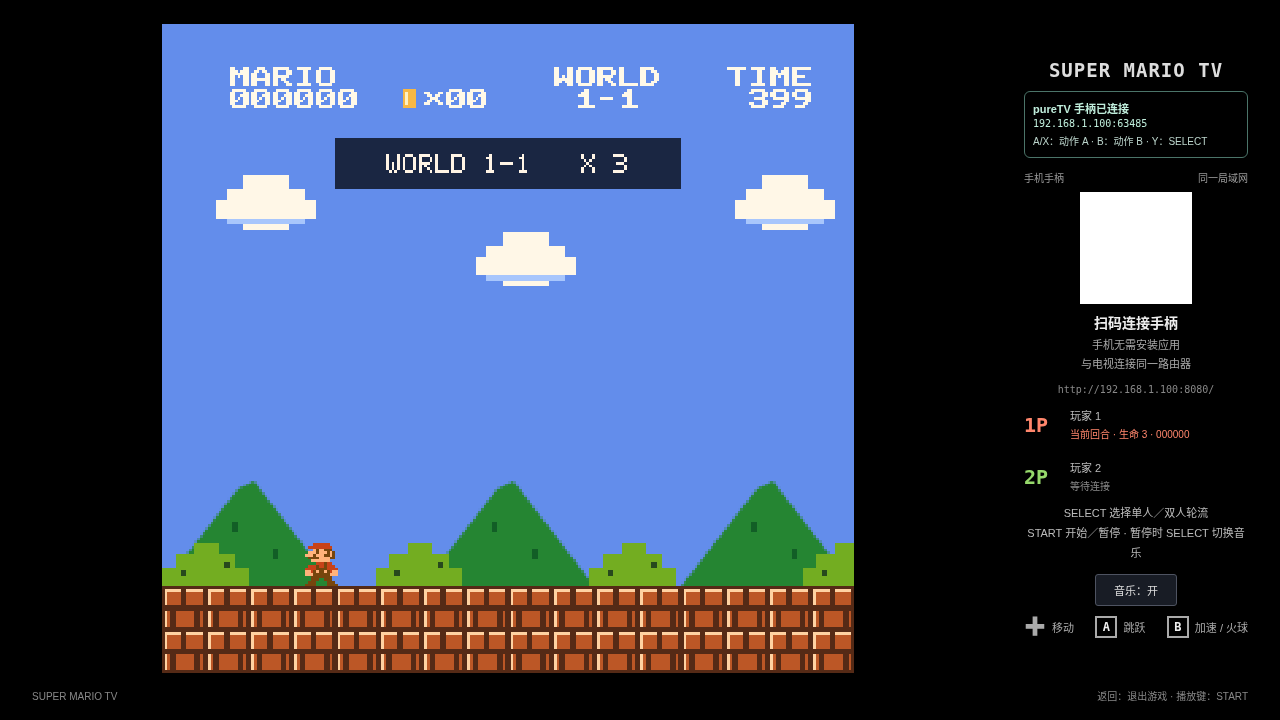 MARIO
000000
x00
WORLD
1-1
TIME
399
WORLD 1-1 X 3
SUPER MARIO TV
pureTV 手柄已连接
192.168.1.100:63485
A/X：动作 A · B：动作 B · Y：SELECT
手机手柄 同一局域网
扫码连接手柄
手机无需安装应用
与电视连接同一路由器
http://192.168.1.100:8080/
1P 玩家 1
当前回合 · 生命 3 · 000000
2P 玩家 2
等待连接
SELECT 选择单人／双人轮流
START 开始／暂停 · 暂停时 SELECT 切换音
乐
音乐：开
移动 A 跳跃 B 加速 / 火球
SUPER MARIO TV
返回：退出游戏 · 播放键：START